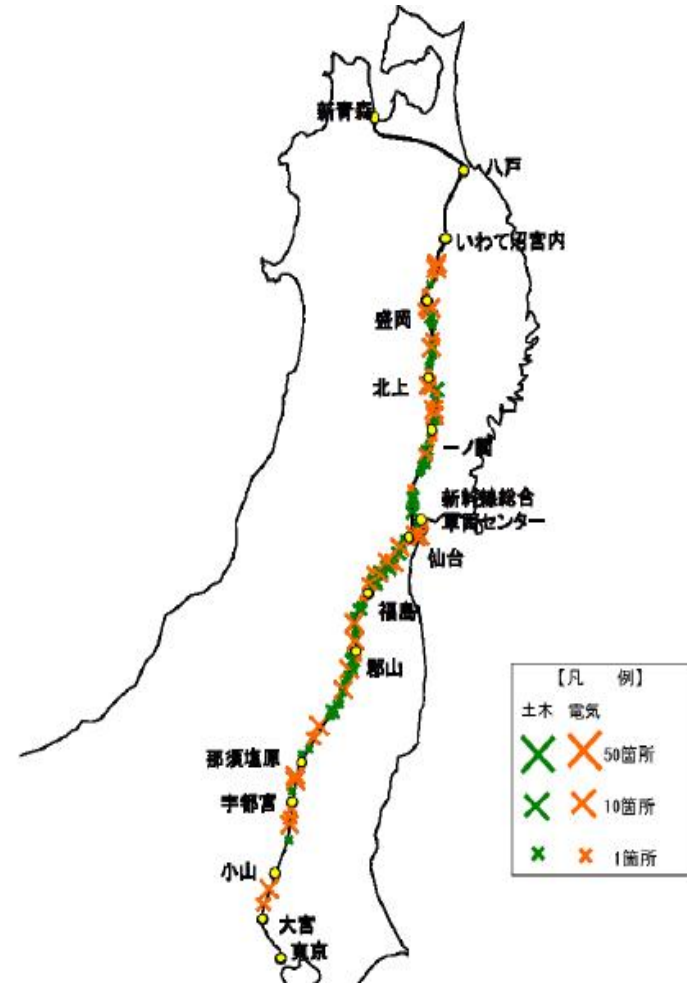 新青森
八戸
いわて沼宮内
盛岡
北上
一ノ関
新幹線総合
車両センター
仙台
福島
郡山
那須塩原
宇都宮
小山
大宮
東京
【凡 例】
土木 電気
50箇所
10箇所
1箇所